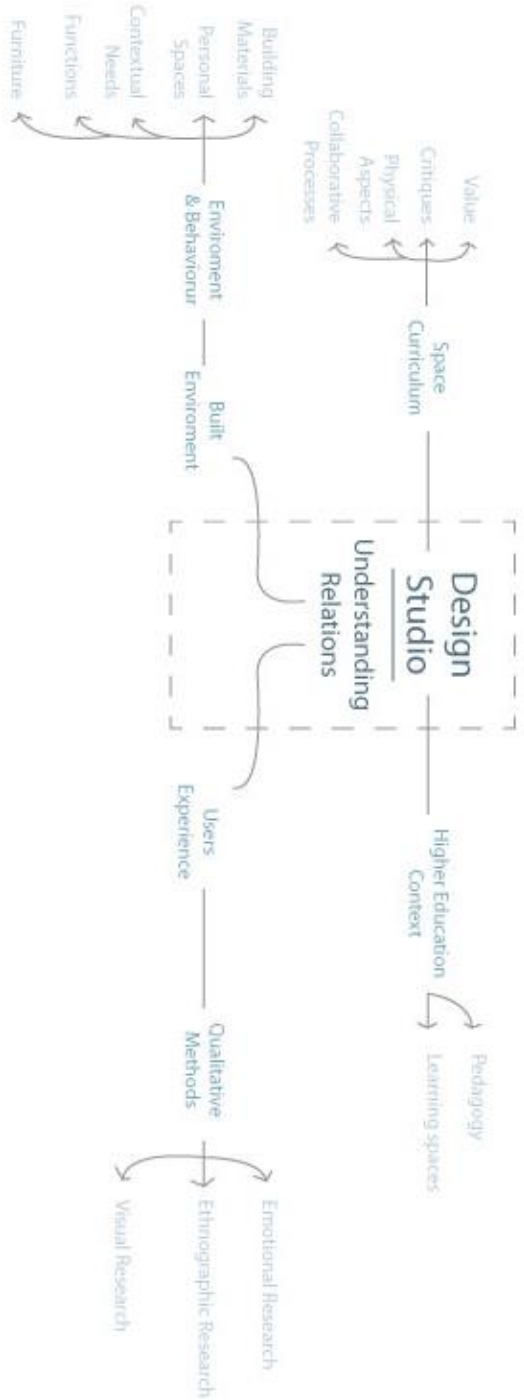 Value
Critiques
Physical
Aspects
Collaborative
Processes
Space
Curriculum
Design
Studio
Understanding
Relations
Higher Education
Context
Pedagogy
Learning spaces
Building
Materials
Personal
Spaces
Contextual
Needs
Functions
Furniture
Enviroment
& Behaviorur
Built
Enviroment
Users
Experience
Qualitative
Methods
Emotional Research
Ethnographic Research
Visual Research